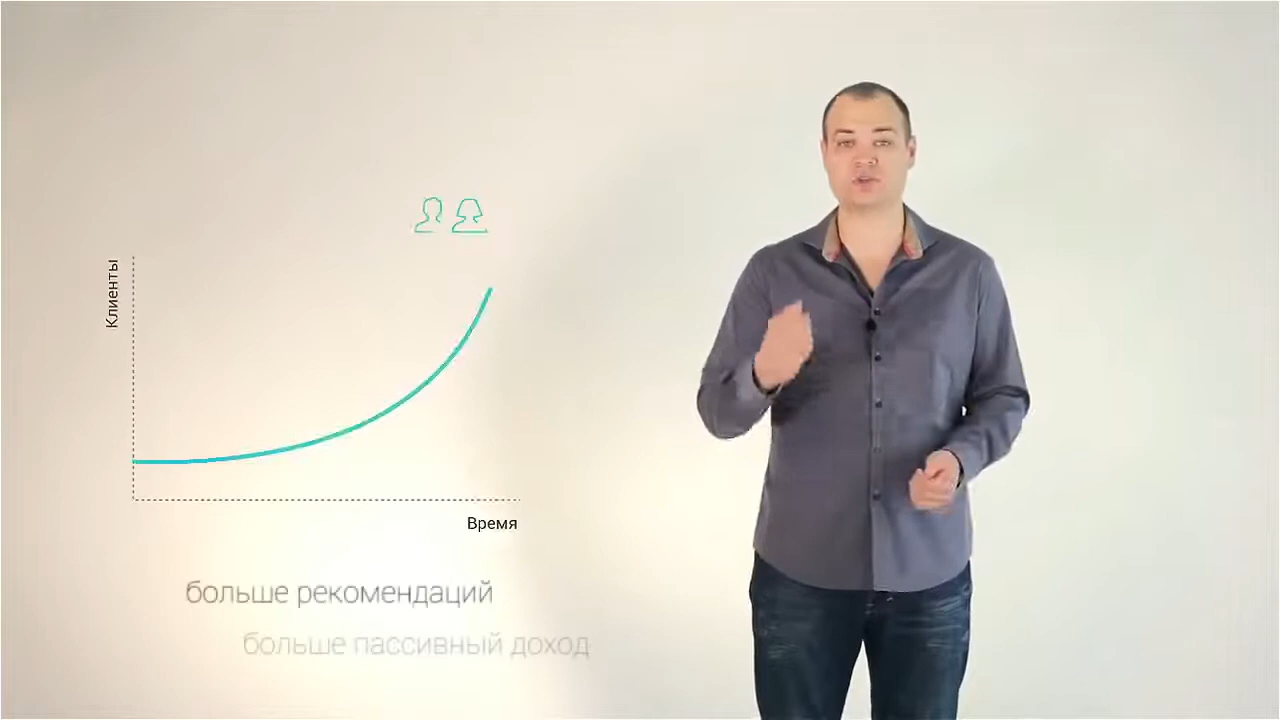 Клиенты
Время
больше рекомендаций
больше пассивный доход